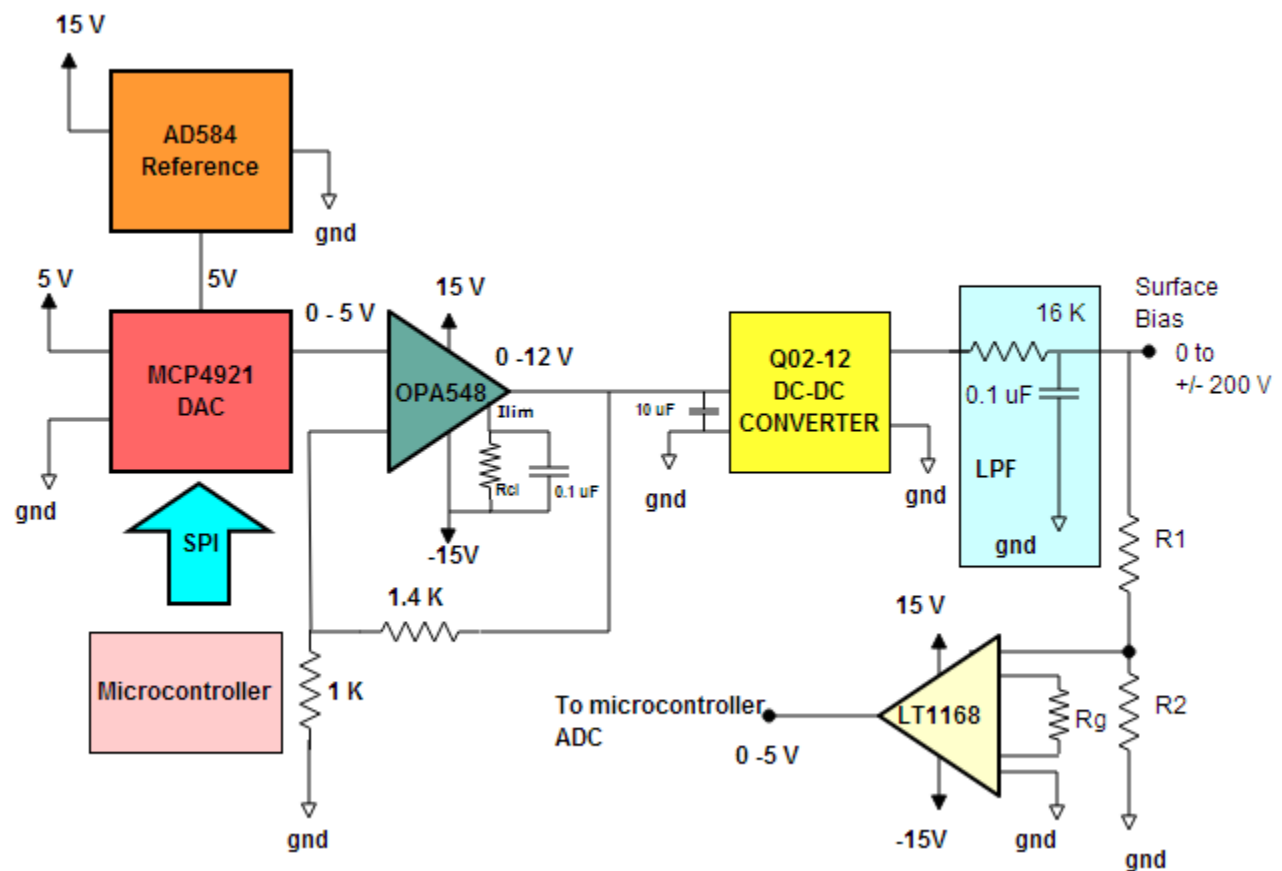 15 V
AD584
Reference
gnd
5 V
5V
0 - 5 V
MCP4921
DAC
gnd
SPI
Microcontroller
15 V
0 -12 V
OPA548
Ilim
Rcl
0.1 uF
-15V
1.4 K
1 K
gnd
10 uF
gnd
Q02-12
DC-DC
CONVERTER
gnd
16 K
0.1 uF
LPF
gnd
Surface
Bias
0 to
+/- 200 V
R1
R2
gnd
15 V
LT1168
Rg
-15V
gnd
To microcontroller
ADC
0 -5 V